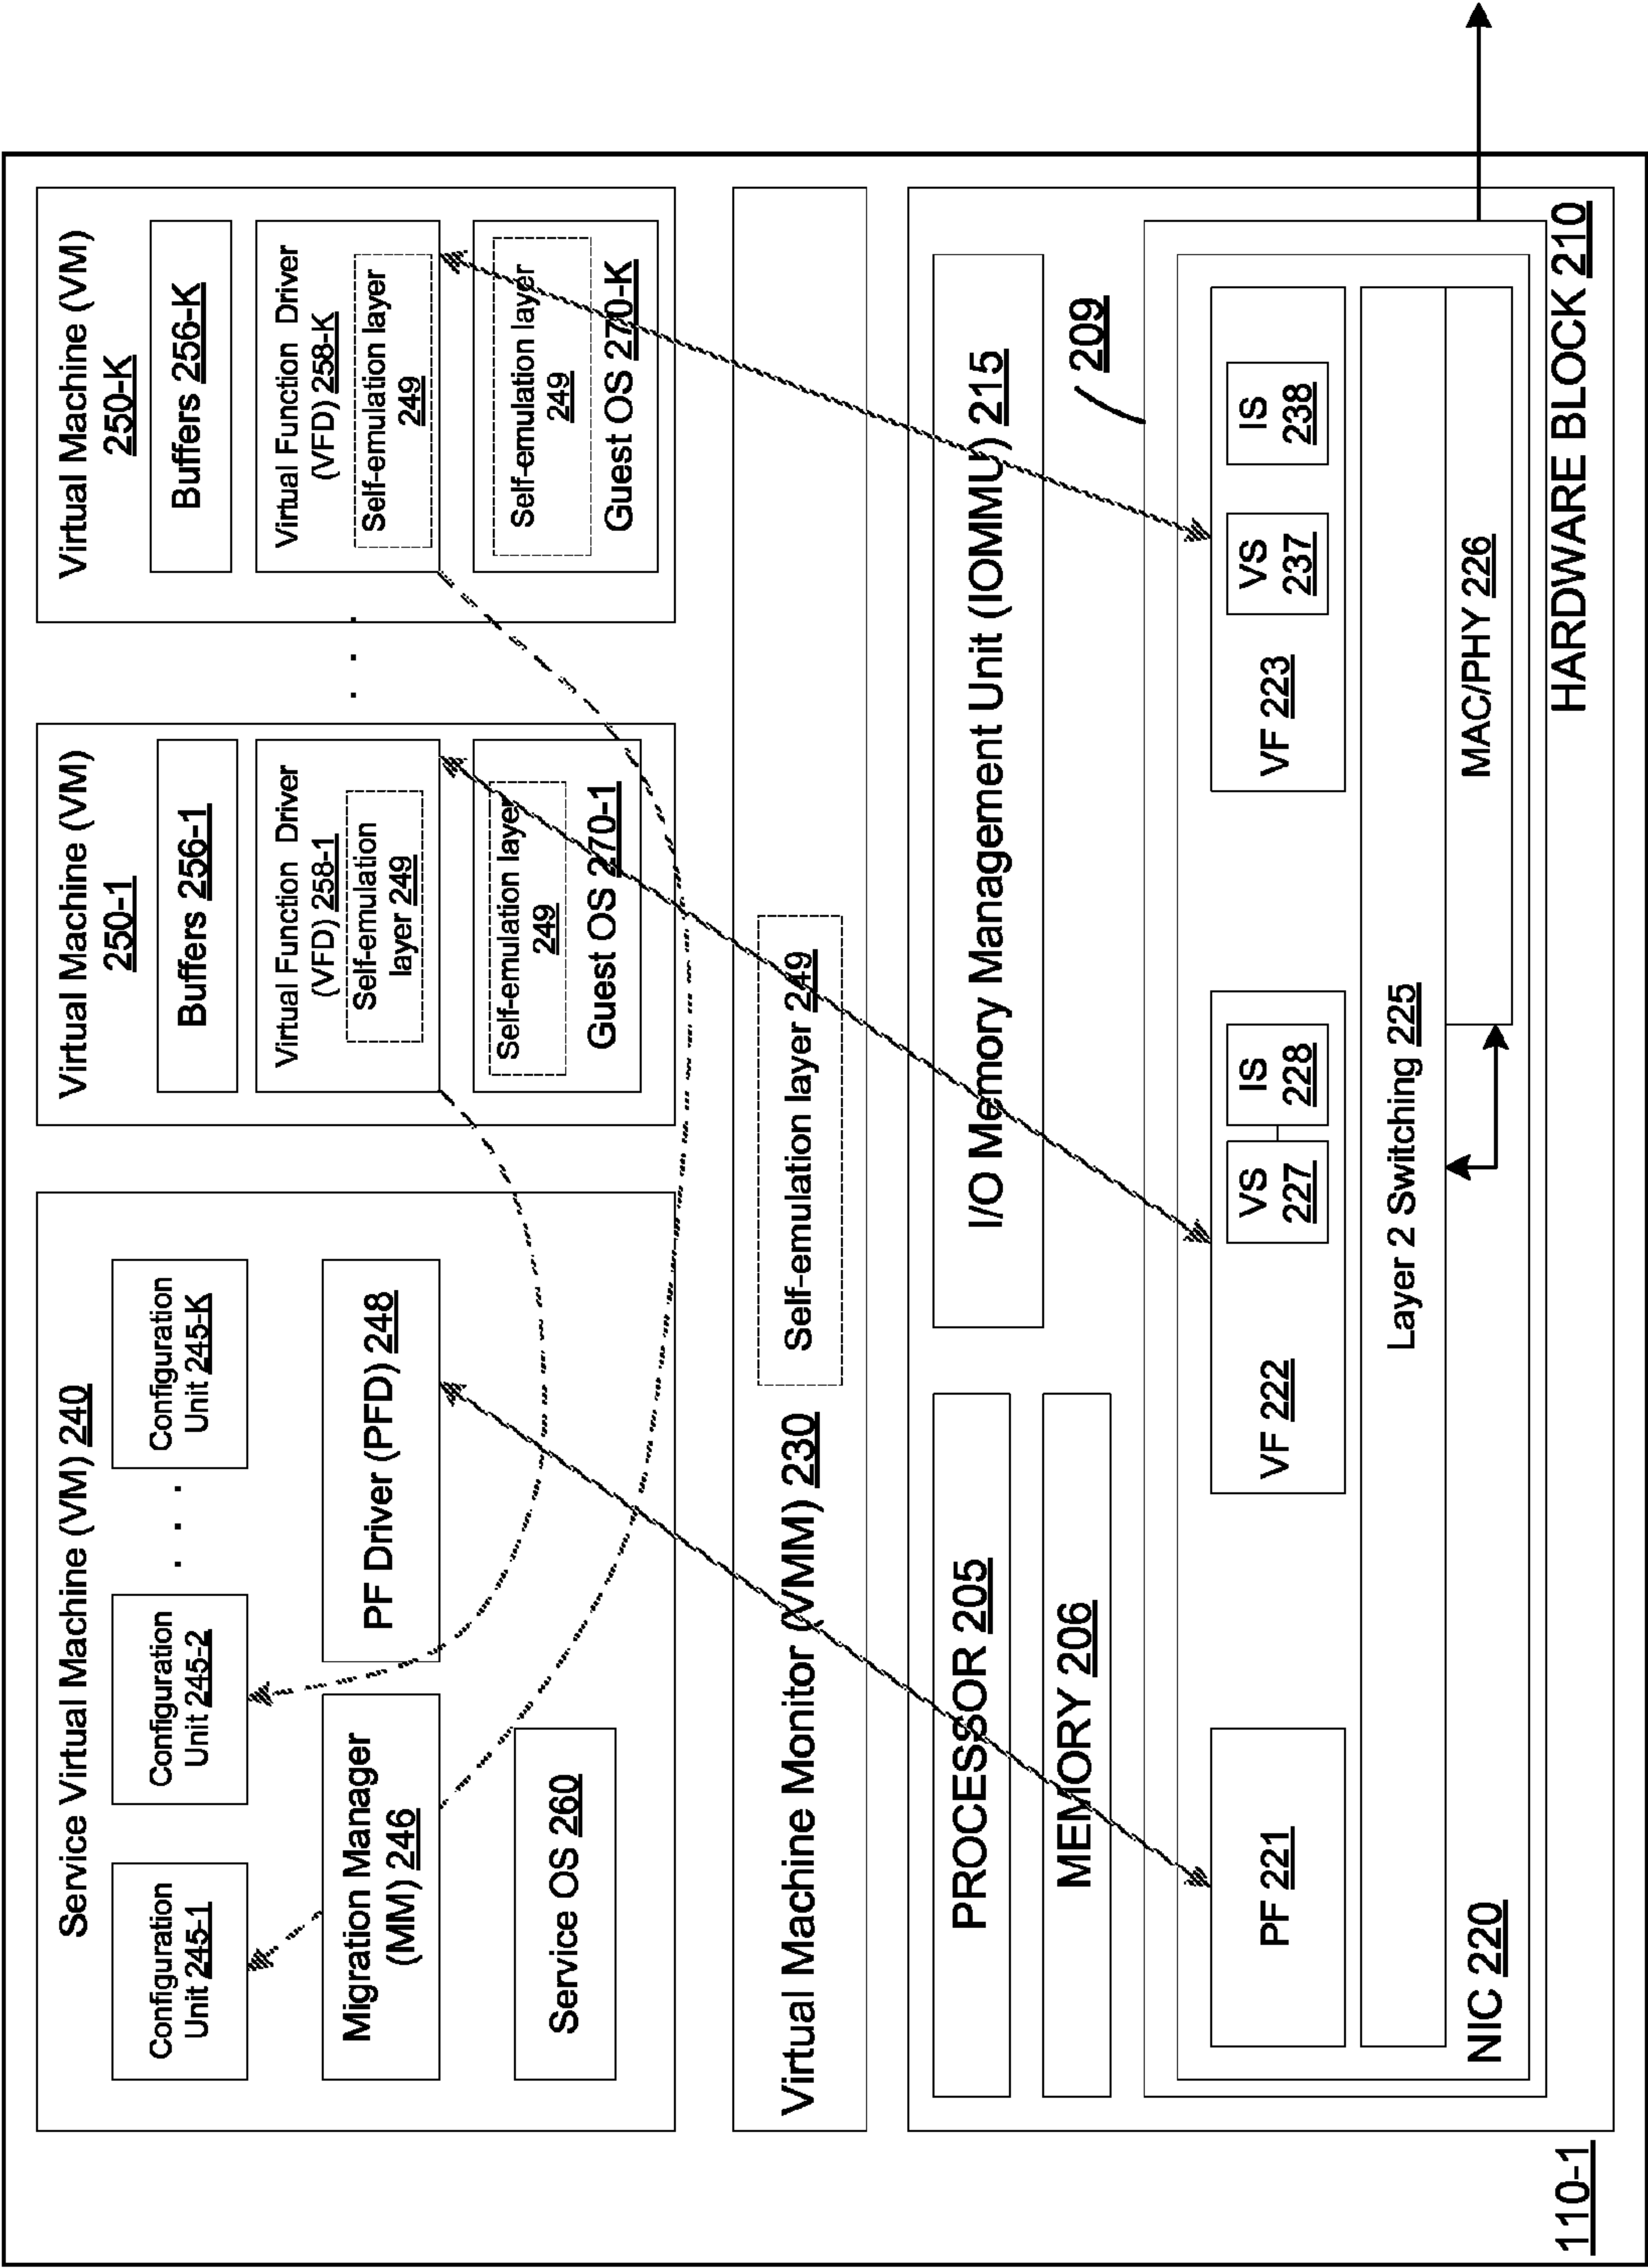 Service Virtual Machine (VM) 240
Configuration
Unit 245-1
Configuration
Unit 245-2
. . .
Configuration
Unit 245-K
Migration Manager
(MM) 246
PF Driver (PFD) 248
Service OS 260
Virtual Machine (VM)
250-1
Buffers 256-1
Virtual Function Driver
(VFD) 258-1
Self-emulation
layer 249
Self-emulation layer
249
Guest OS 270-1
. . .
Virtual Machine (VM)
250-K
Buffers 256-K
Virtual Function Driver
(VFD) 258-K
Self-emulation layer
249
Self-emulation layer
249
Guest OS 270-K
Virtual Machine Monitor (VMM) 230
Self-emulation layer 249
PROCESSOR 205
MEMORY 206
I/O Memory Management Unit (IOMMU) 215
209
PF 221
VF 222
VS
227
IS
228
VF 223
VS
237
IS
238
Layer 2 Switching 225
NIC 220
MAC/PHY 226
HARDWARE BLOCK 210
110-1